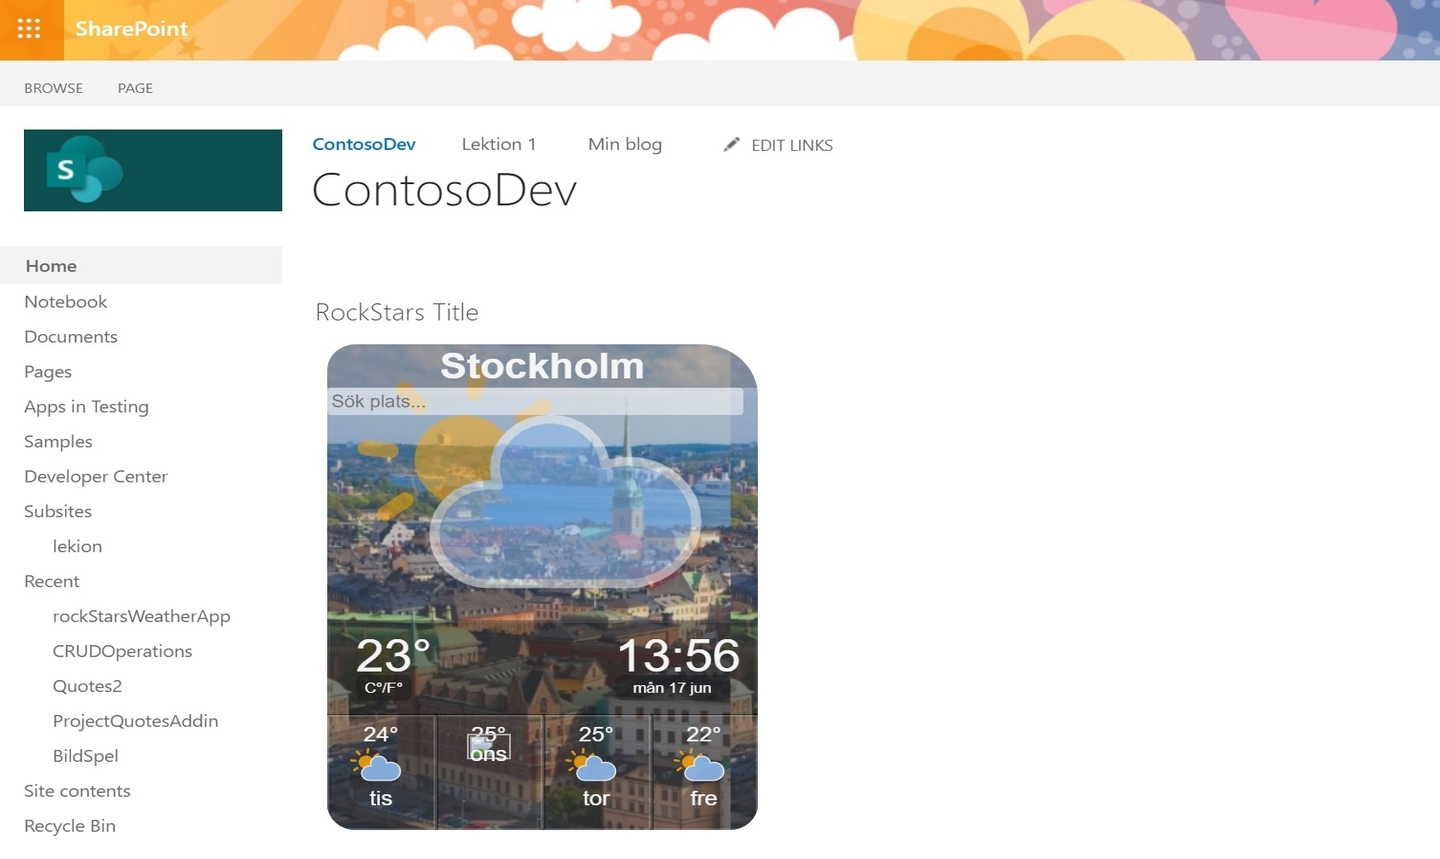 SharePoint
BROWSE PAGE
S
ContosoDev Lektion 1 Min blog EDIT LINKS
ContosoDev
Home
Notebook
Documents
Pages
Apps in Testing
Samples
Developer Center
Subsites
lekion
Recent
rockStarsWeatherApp
CRUDOperations
Quotes2
ProjectQuotesAddin
BildSpel
Site contents
Recycle Bin
RockStars Title
Stockholm
Sök plats...
23° 13:56
C°/F° mån 17 jun
24° 25° 25° 22°
tis ons tor fre